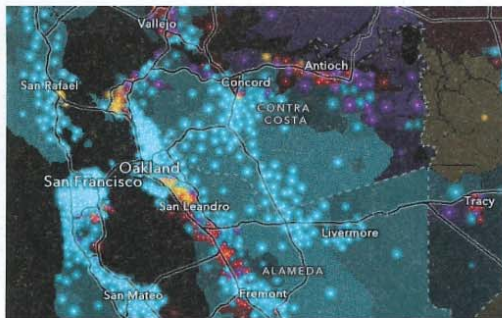 Vallejo
San Rafael
Concord
Antioch
CONTRA
COSTA
Oakland
San Francisco
San Leandro
Tracy
Livermore
ALAMEDA
San Mateo
Fremont